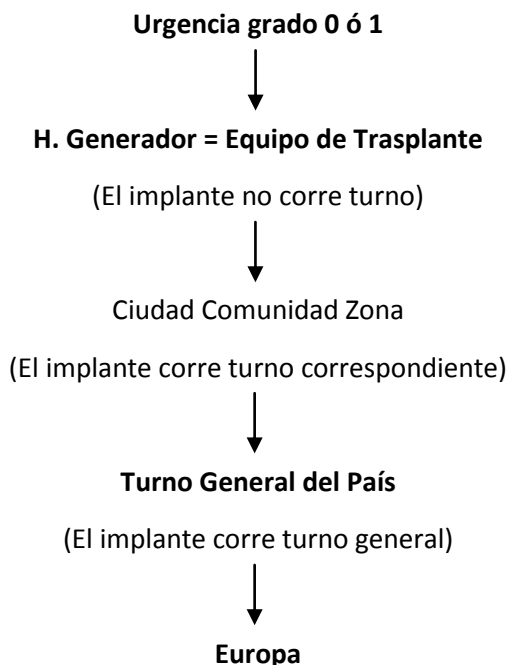 Urgencia grado 0 ó 1
H. Generador = Equipo de Trasplante
(El implante no corre turno)
Ciudad Comunidad Zona
(El implante corre turno correspondiente)
Turno General del País
(El implante corre turno general)
Europa